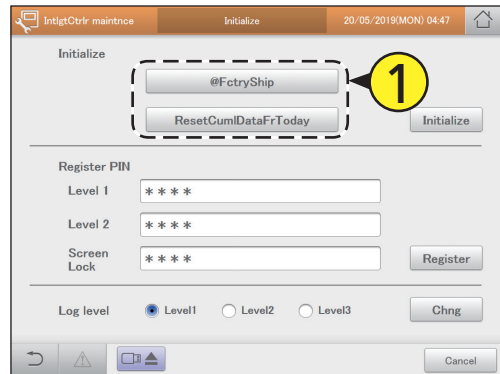 IntlgtCtrlr maintnce Initialize 20/05/2019(MON) 04:47
Initialize
@FctryShip
1
ResetCumlDataFrToday Initialize
Register PIN
Level 1 ****
Level 2 ****
Screen
Lock **** Register
Log level Level1 Level2 Level3 Chng
Cancel